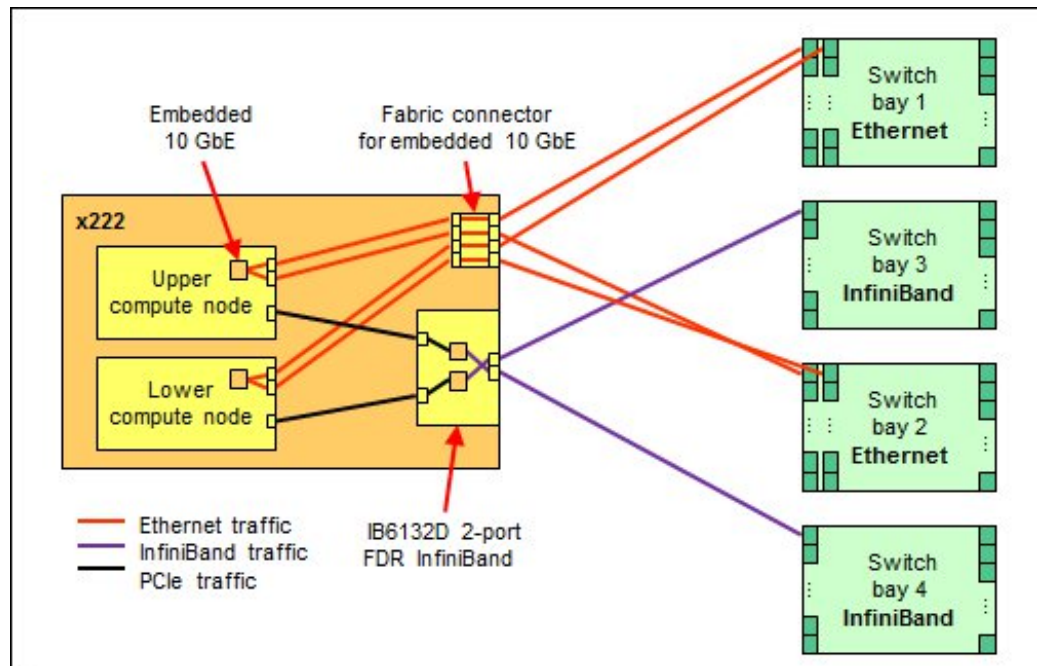 Embedded
10 GbE
Fabric connector
for embedded 10 GbE
x222
Upper
compute node
Lower
compute node
Switch
bay 1
Ethernet
Switch
bay 3
InfiniBand
Switch
bay 2
Ethernet
Switch
bay 4
InfiniBand
Ethernet traffic
InfiniBand traffic
PCIe traffic
IB6132D 2-port
FDR InfiniBand